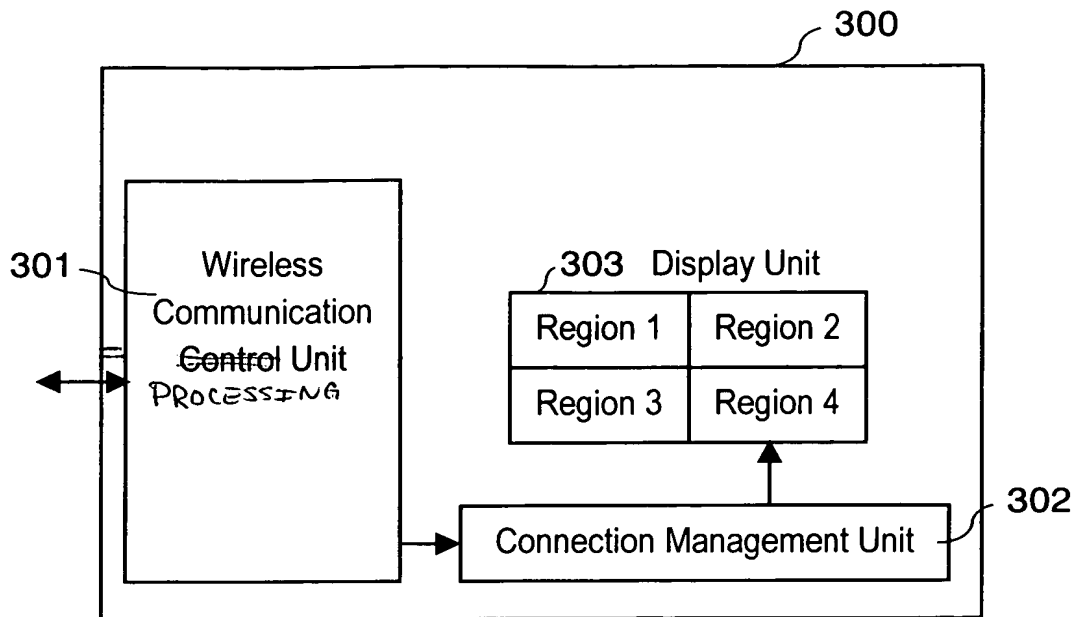 300
301
Wireless
Communication
Control Unit
PROCESSING
303 Display Unit
Region 1 Region 2
Region 3 Region 4
302
Connection Management Unit